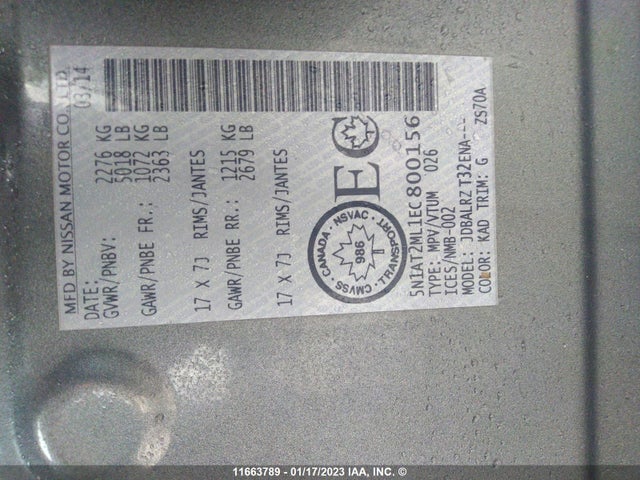 MFD BY NISSAN MOTOR CO., LTD.
DATE: 03/14
GVWR/PNBV: 2276 KG
5018 LB
GAWR/PNBE FR.: 1072 KG
2363 LB
17 X 7J RIMS/JANTES
GAWR/PNBE RR.: 1215 KG
2679 LB
17 X 7J RIMS/JANTES
CANADA · NSVAC · TRANSPORT · CMVSS
986
EC
5N1AT2ML1EC800156
TYPE: MPV/VTUM 026
ICES/NMB-002
MODEL: JDBALRZ T32ENA---
COLOR: KAD TRIM: G ZS70A
11663789 - 01/17/2023 IAA, INC. ©